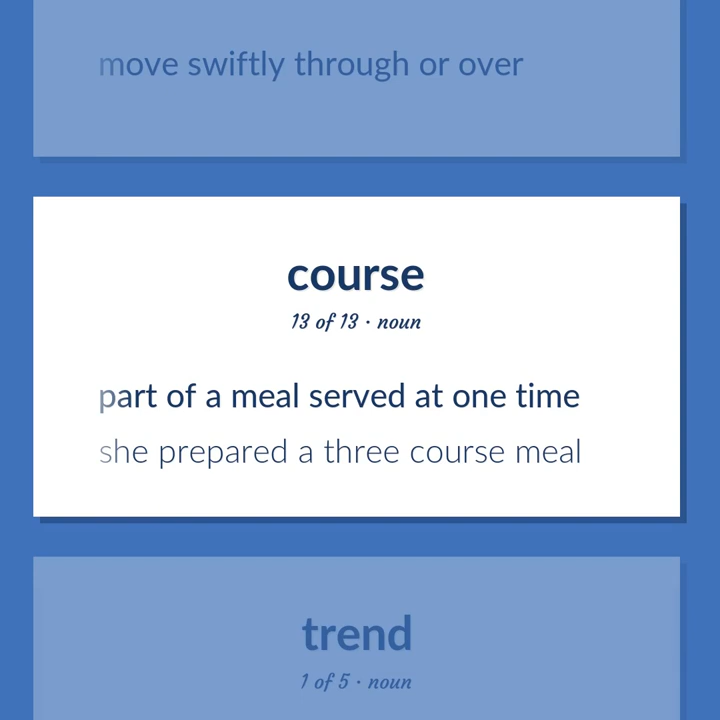 move swiftly through or over
course
13 of 13 · noun
part of a meal served at one time
she prepared a three course meal
trend
1 of 5 · noun